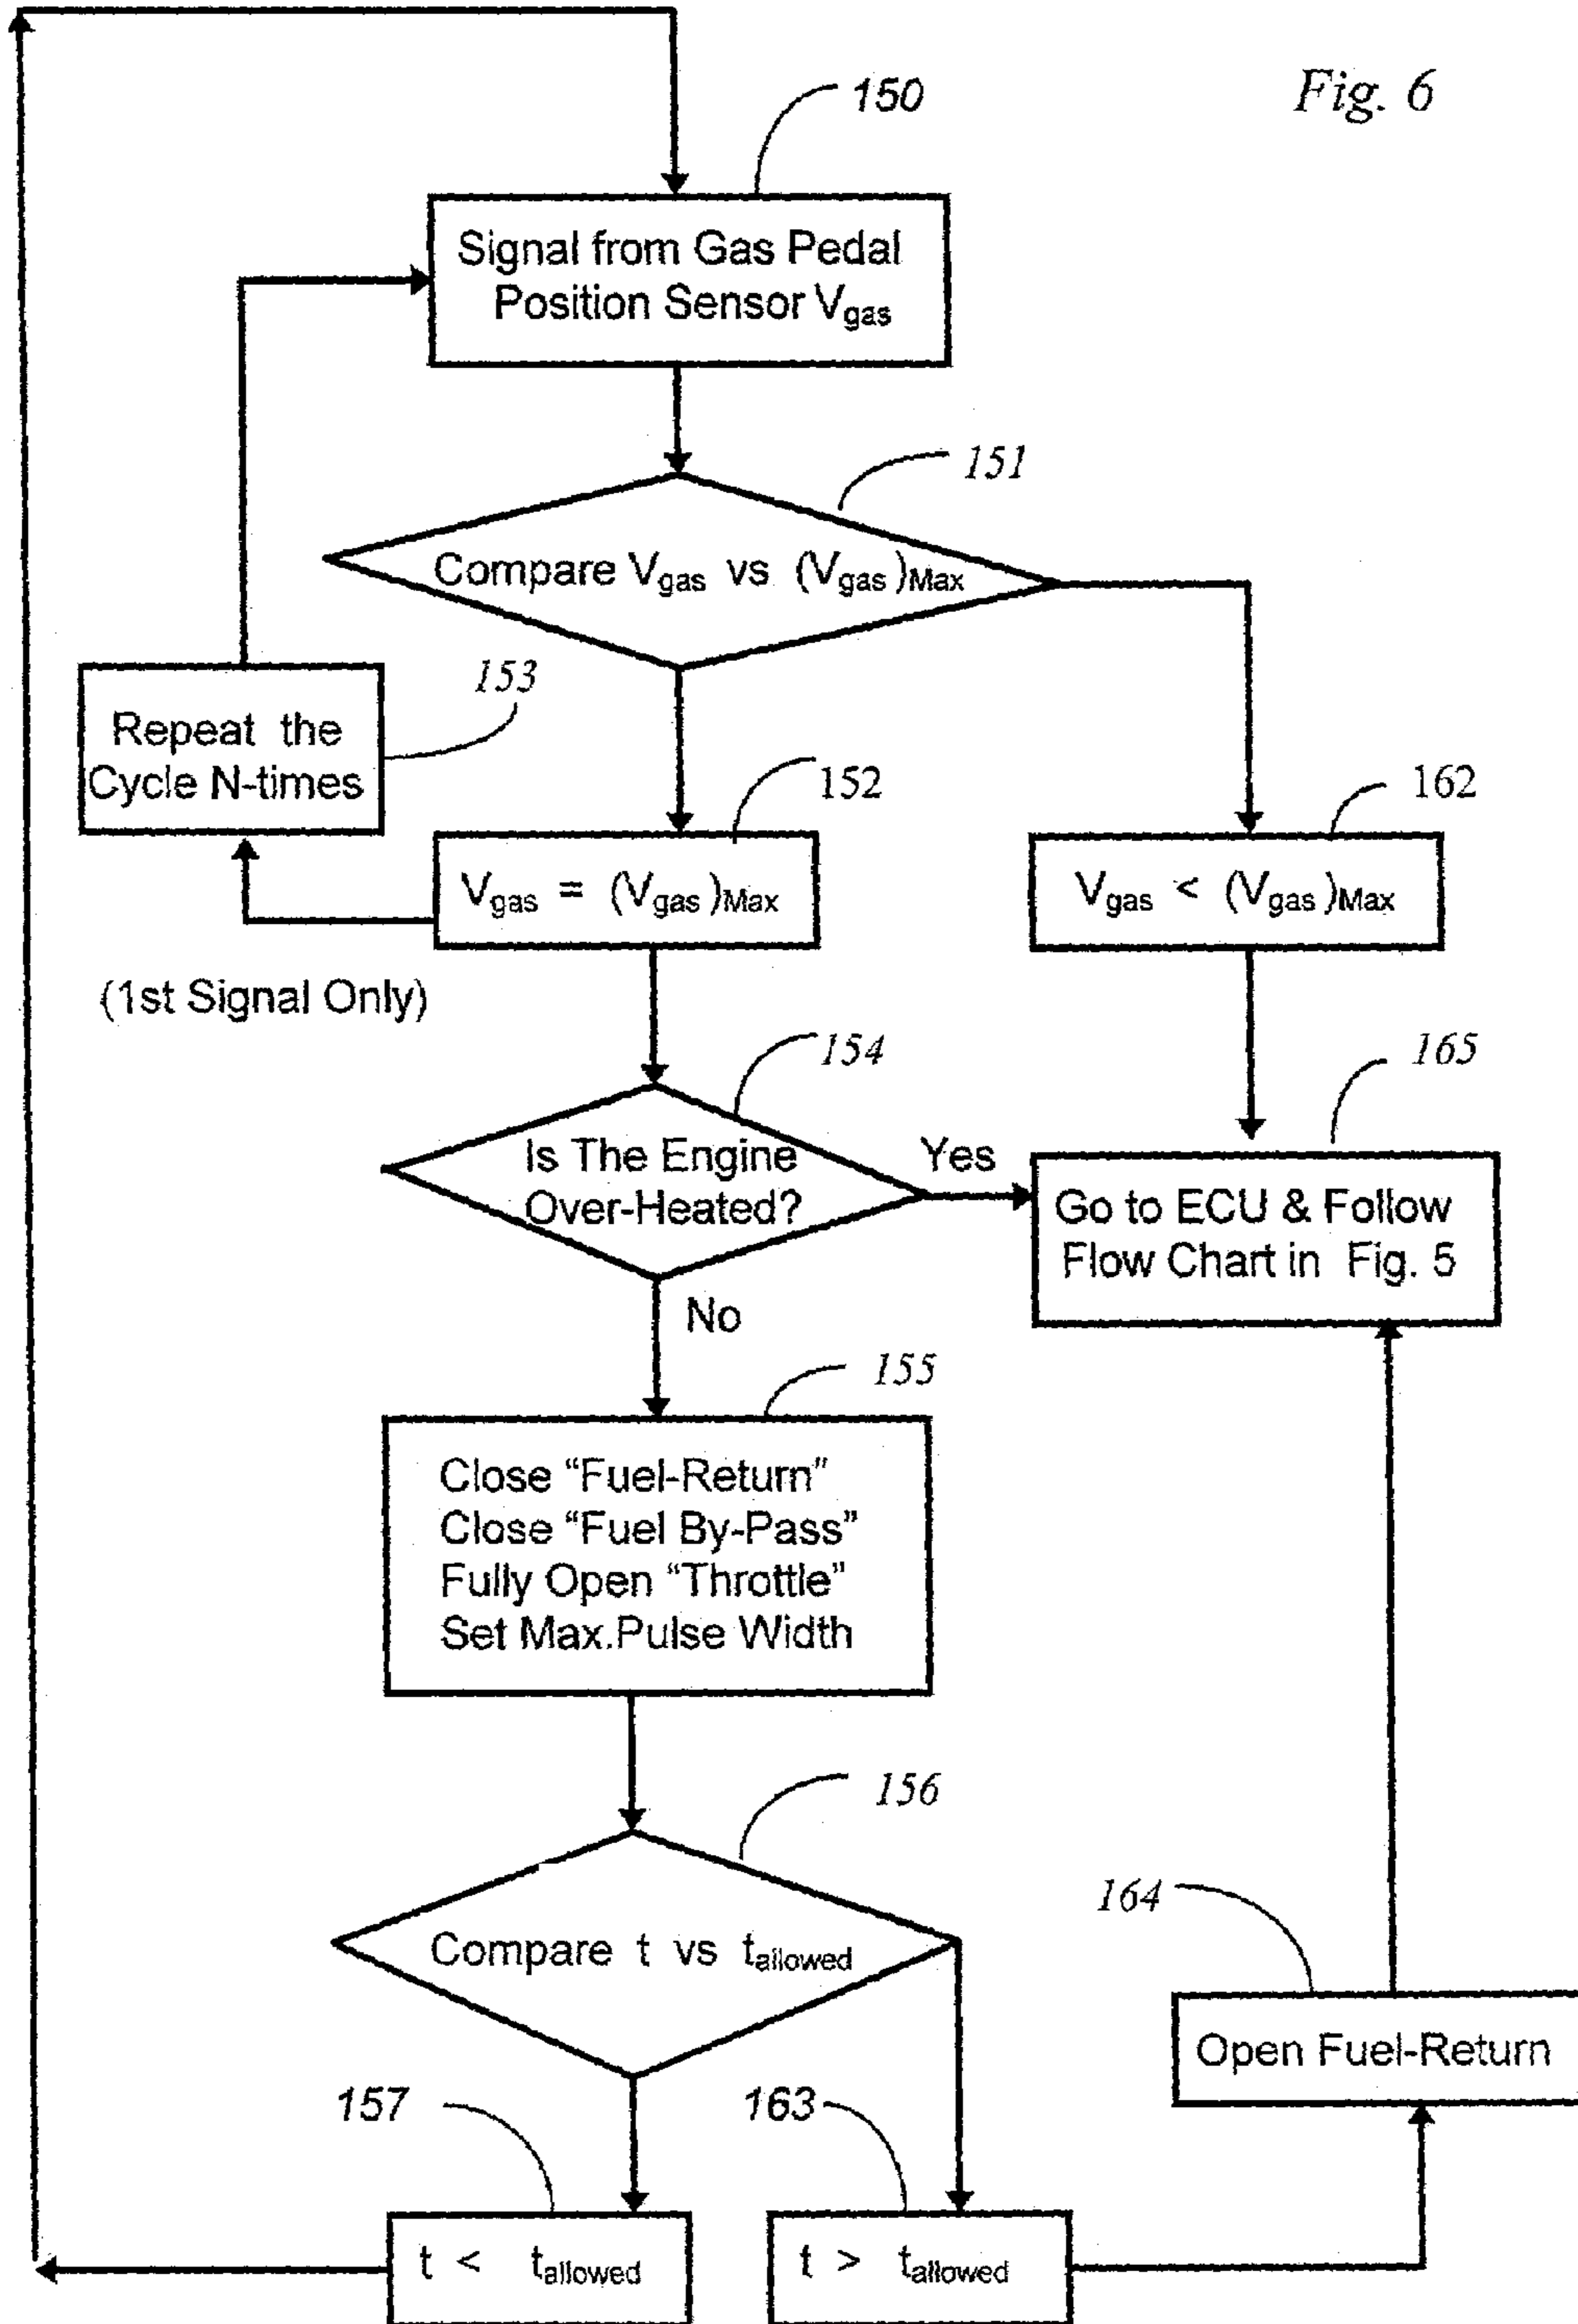 Fig. 6
150
Signal from Gas Pedal
Position Sensor Vgas
151
Compare Vgas vs (Vgas)Max
153
Repeat the
Cycle N-times
152
Vgas = (Vgas)Max
162
Vgas < (Vgas)Max
(1st Signal Only)
154
Is The Engine
Over-Heated?
Yes
165
Go to ECU & Follow
Flow Chart in Fig. 5
No
155
Close “Fuel-Return”
Close “Fuel By-Pass”
Fully Open “Throttle”
Set Max.Pulse Width
156
Compare t vs tallowed
164
Open Fuel-Return
157
t < tallowed
163
t > tallowed